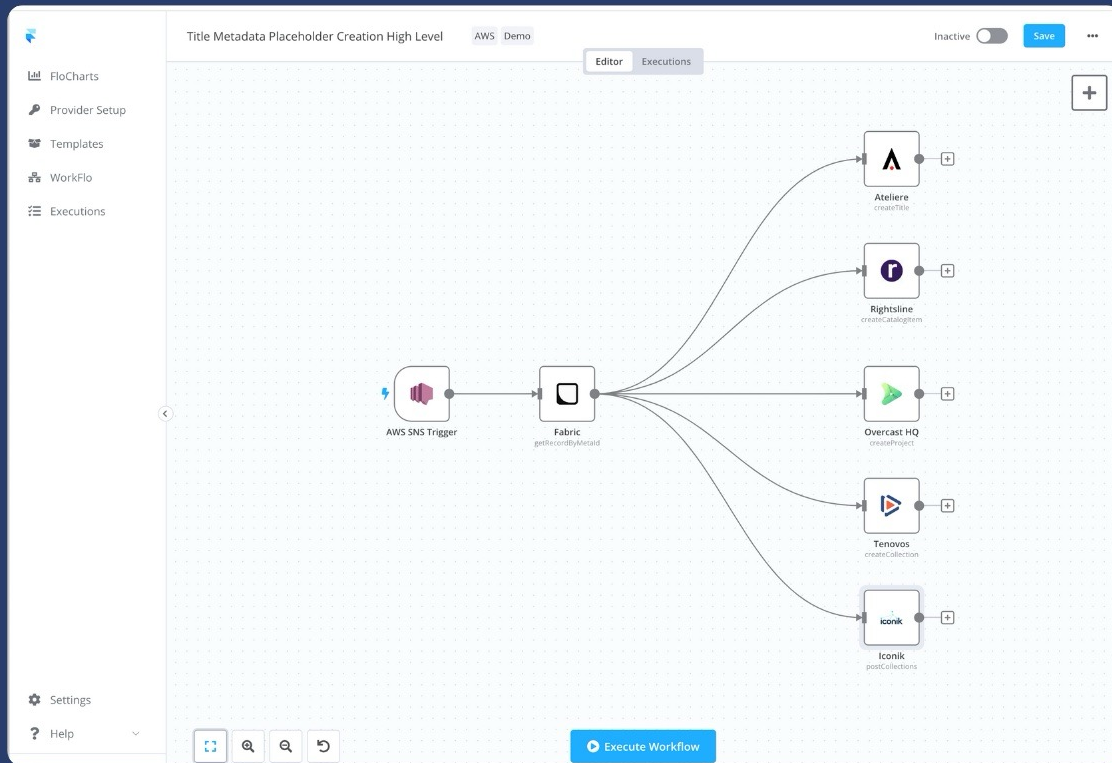 Title Metadata Placeholder Creation High Level
AWS
Demo
Inactive
Save
Editor
Executions
FloCharts
Provider Setup
Templates
WorkFlo
Executions
Ateliere
createTitle
Rightsline
createCatalogItem
AWS SNS Trigger
Fabric
getRecordByMetaId
Overcast HQ
createProject
Tenovos
createCollection
iconik
Iconik
postCollections
Settings
? Help
Execute Workflow